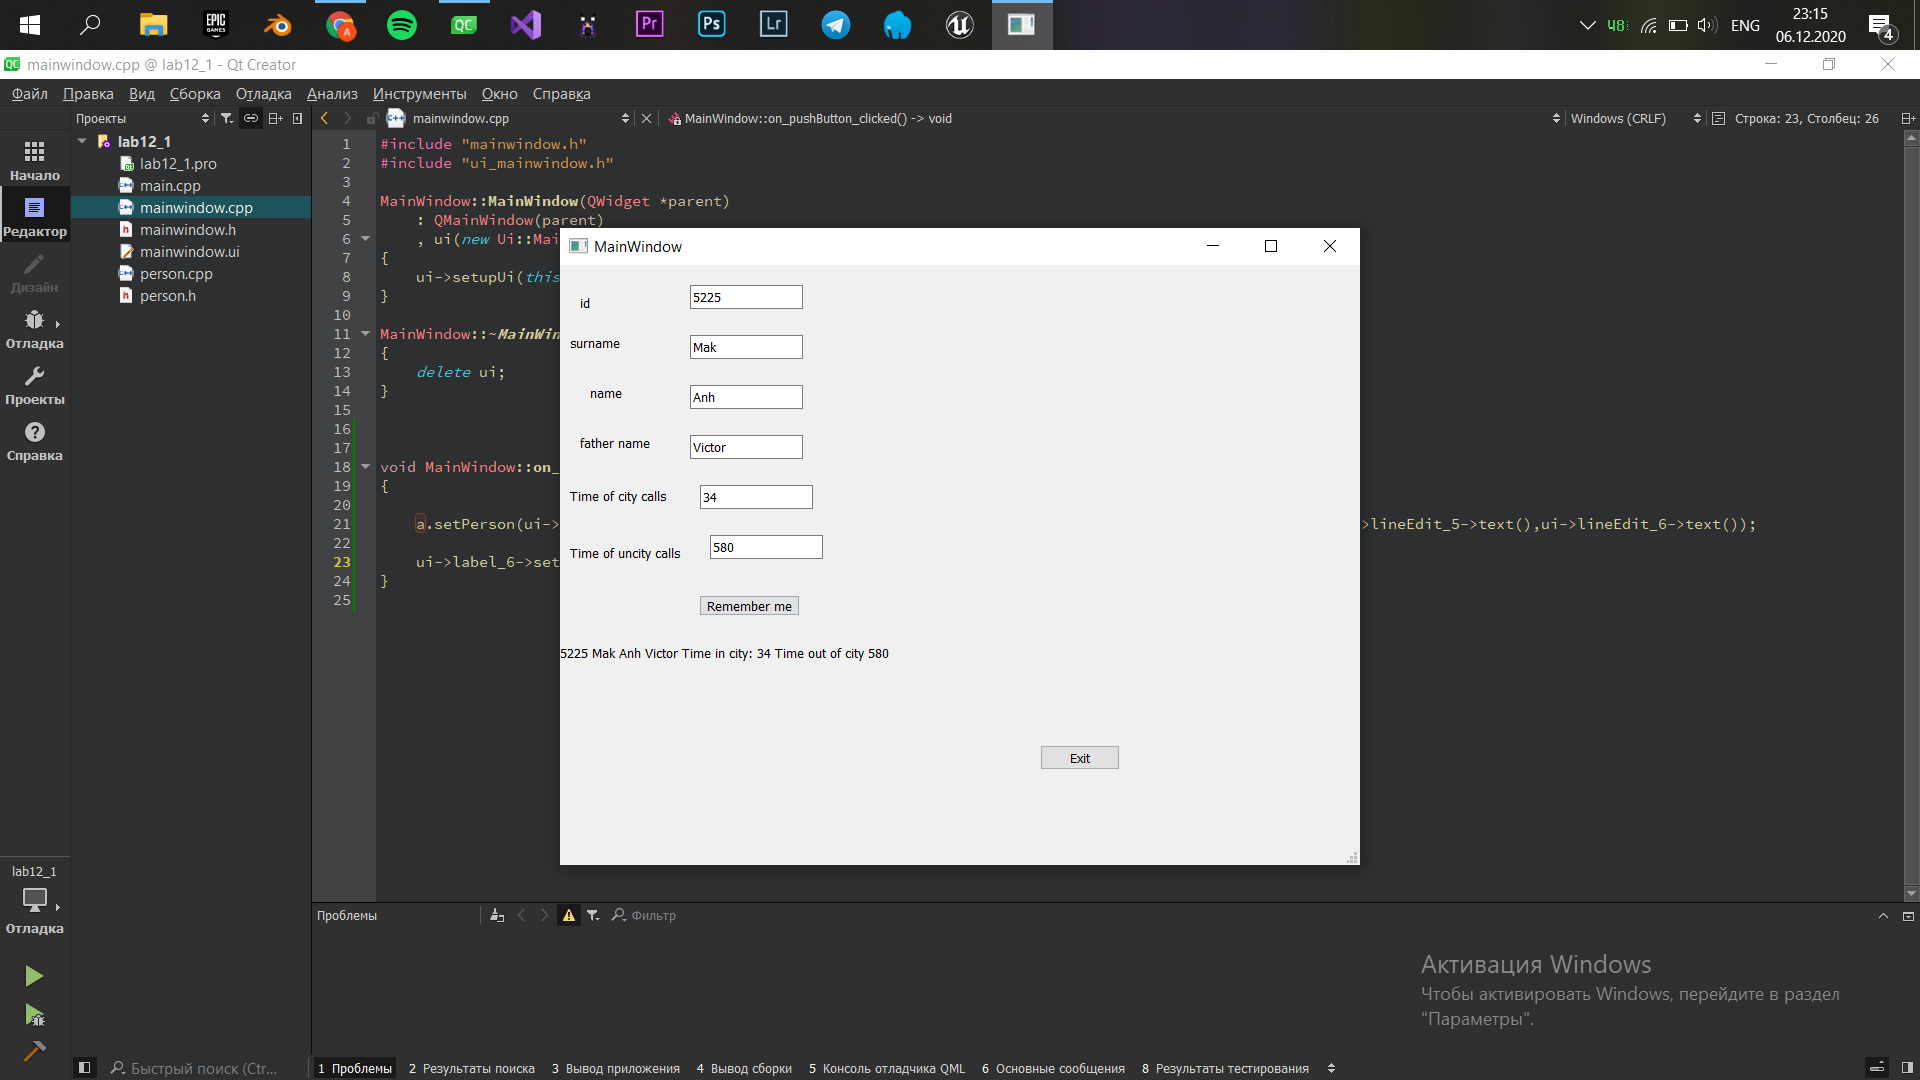 EPIC GAMES
A
QC
Pr
Ps
Lr
ЧВ
ENG
23:15
06.12.2020
4
QC
mainwindow.cpp @ lab12_1 - Qt Creator
Файл Правка Вид Сборка Отладка Анализ Инструменты Окно Справка
Проекты
mainwindow.cpp
MainWindow::on_pushButton_clicked() -> void
Windows (CRLF)
Строка: 23, Столбец: 26
Начало
Редактор
Дизайн
Отладка
Проекты
Справка
lab12_1
lab12_1.pro
main.cpp
mainwindow.cpp
mainwindow.h
mainwindow.ui
person.cpp
person.h
1 #include "mainwindow.h"
2 #include "ui_mainwindow.h"
3
4 MainWindow::MainWindow(QWidget *parent)
5 : QMainWindow(parent)
6 , ui(new Ui::Mai
7 {
8 ui->setupUi(this
9 }
10
11 MainWindow::~MainWin
12 {
13 delete ui;
14 }
15
16
17
18 void MainWindow::on_
19 {
20
21 a.setPerson(ui-> >lineEdit_5->text(),ui->lineEdit_6->text());
22
23 ui->label_6->set
24 }
25
MainWindow
id 5225
surname Mak
name Anh
father name Victor
Time of city calls 34
Time of uncity calls 580
Remember me
5225 Mak Anh Victor Time in city: 34 Time out of city 580
Exit
lab12_1
Отладка
Проблемы
Фильтр
Активация Windows
Чтобы активировать Windows, перейдите в раздел
"Параметры".
Быстрый поиск (Ctr...
1 Проблемы 2 Результаты поиска 3 Вывод приложения 4 Вывод сборки 5 Консоль отладчика QML 6 Основные сообщения 8 Результаты тестирования